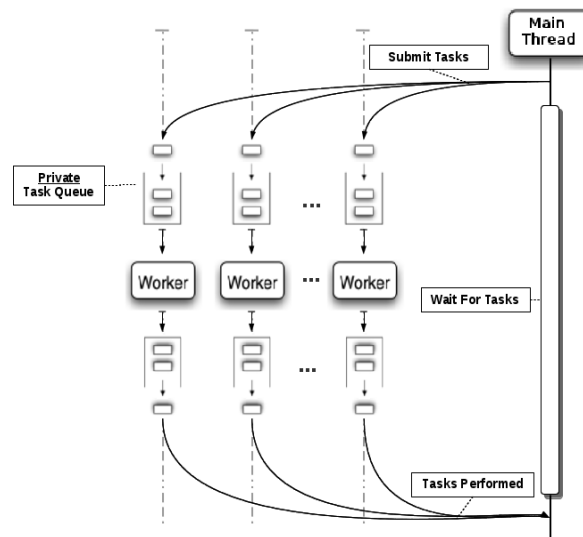 Main
Thread
Submit Tasks
Private
Task Queue
...
Worker
Worker
...
Worker
Wait For Tasks
...
Tasks Performed